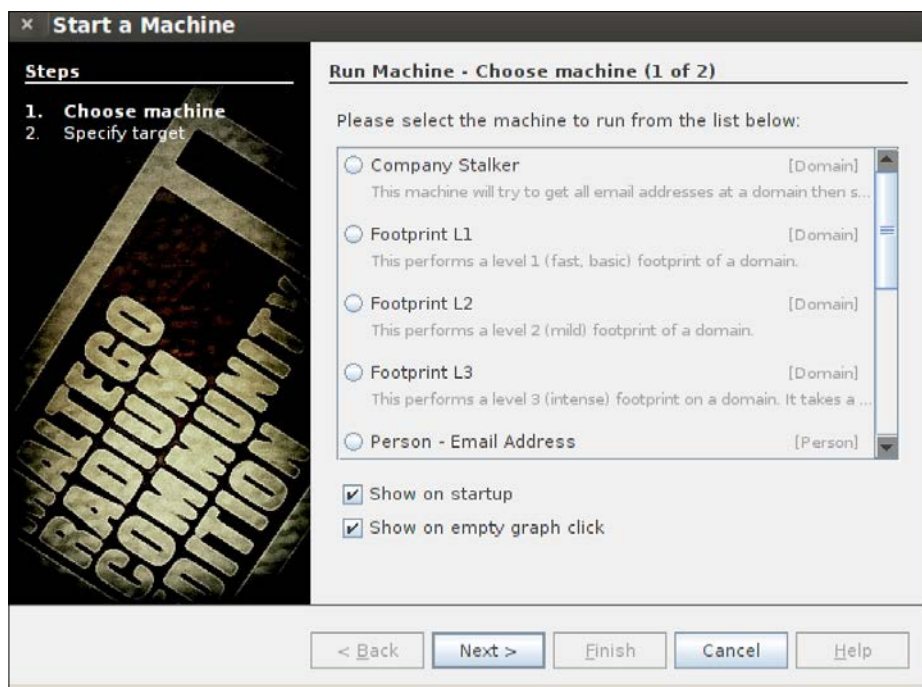 × Start a Machine
Steps
1. Choose machine
2. Specify target
MALTEGO
RADIUM
COMMUNITY
EDITION
Run Machine - Choose machine (1 of 2)
Please select the machine to run from the list below:
Company Stalker [Domain]
This machine will try to get all email addresses at a domain then s...
Footprint L1 [Domain]
This performs a level 1 (fast, basic) footprint of a domain.
Footprint L2 [Domain]
This performs a level 2 (mild) footprint of a domain.
Footprint L3 [Domain]
This performs a level 3 (intense) footprint on a domain. It takes a ...
Person - Email Address [Person]
Show on startup
Show on empty graph click
< Back Next > Finish Cancel Help